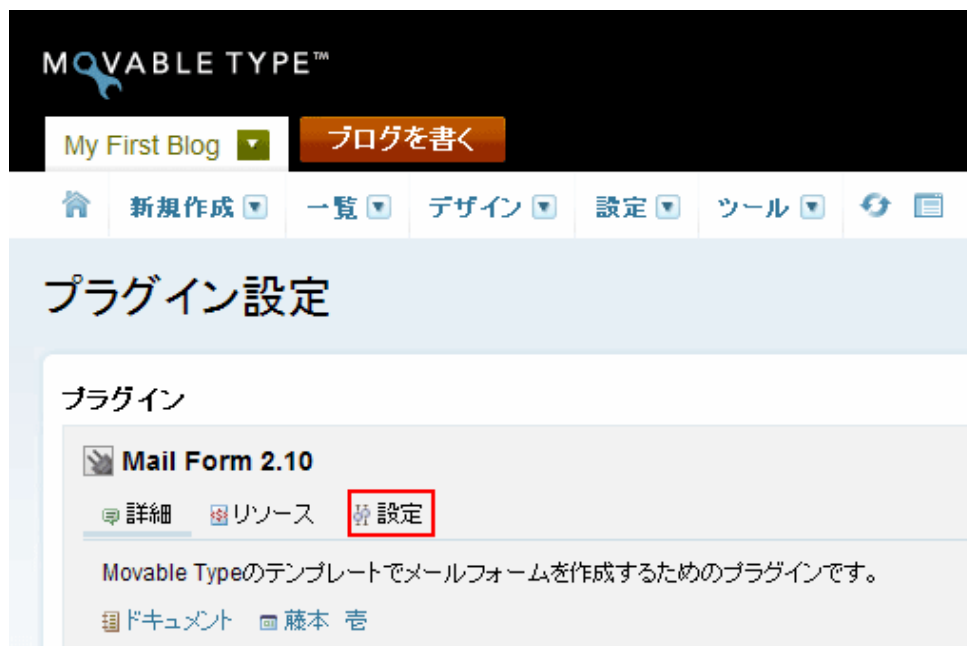 MOVABLE TYPE™
My First Blog ブログを書く
新規作成 一覧 デザイン 設定 ツール
プラグイン設定
プラグイン
Mail Form 2.10
詳細 リソース 設定
Movable Typeのテンプレートでメールフォームを作成するためのプラグインです。
ドキュメント 藤本 壱